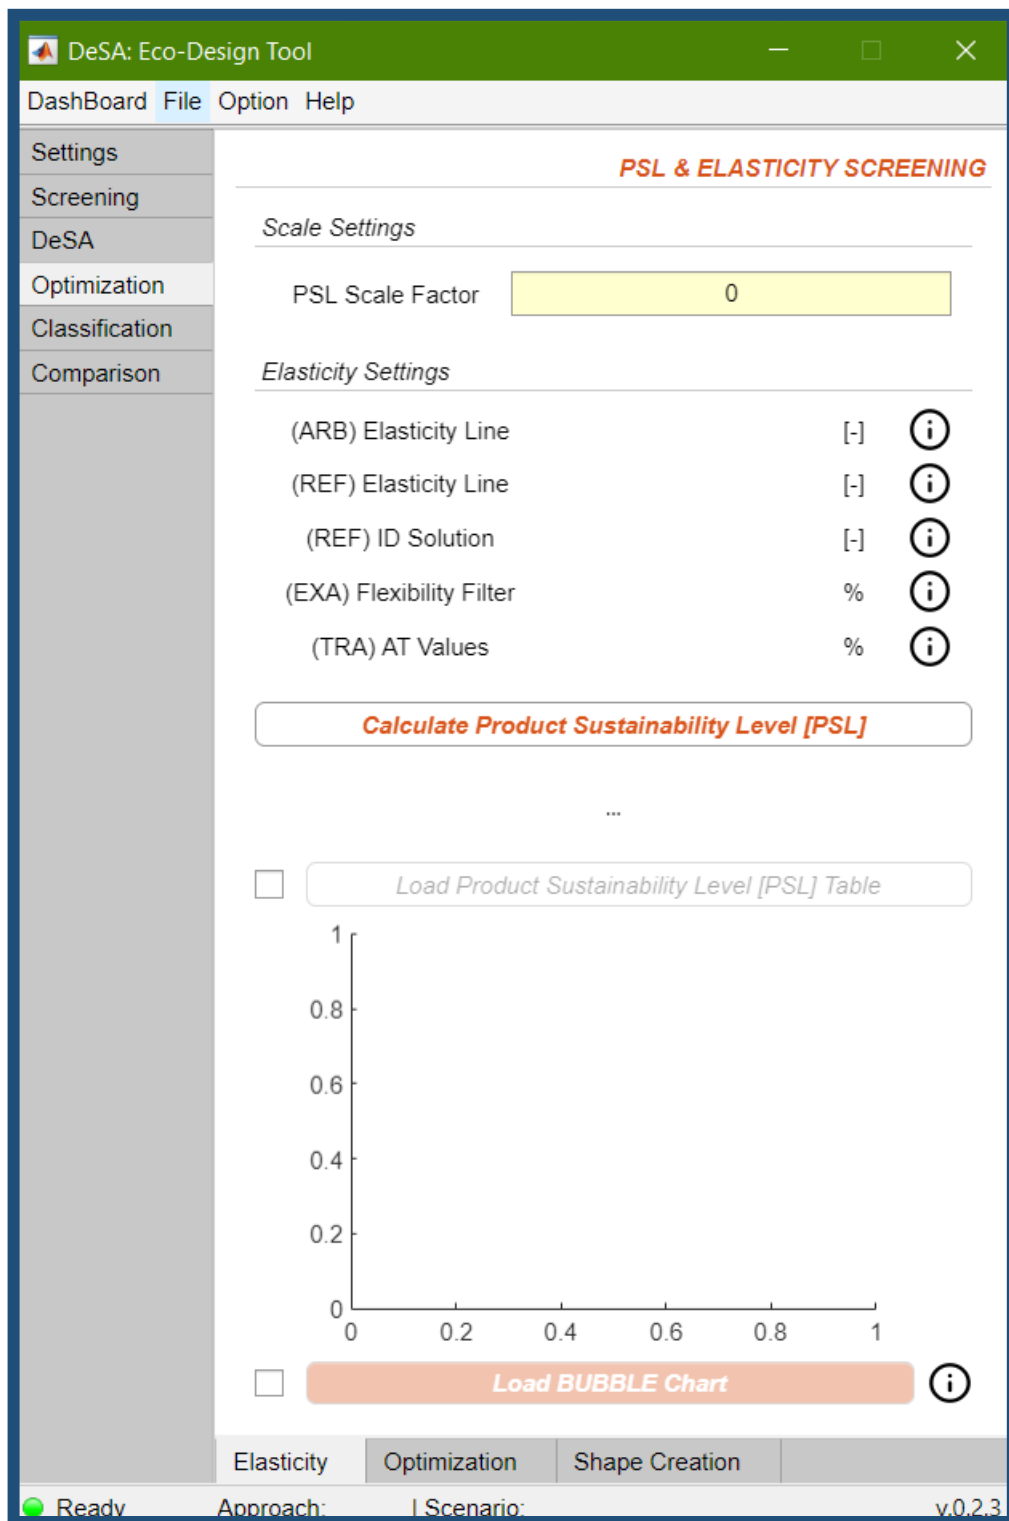 DeSA: Eco-Design Tool
DashBoard File Option Help
Settings
Screening
DeSA
Optimization
Classification
Comparison
PSL & ELASTICITY SCREENING
Scale Settings
PSL Scale Factor 0
Elasticity Settings
(ARB) Elasticity Line [-]
(REF) Elasticity Line [-]
(REF) ID Solution [-]
(EXA) Flexibility Filter %
(TRA) AT Values %
Calculate Product Sustainability Level [PSL]
...
Load Product Sustainability Level [PSL] Table
1
0.8
0.6
0.4
0.2
0
0 0.2 0.4 0.6 0.8 1
Load BUBBLE Chart
Elasticity Optimization Shape Creation
Ready Approach: | Scenario: v.0.2.3